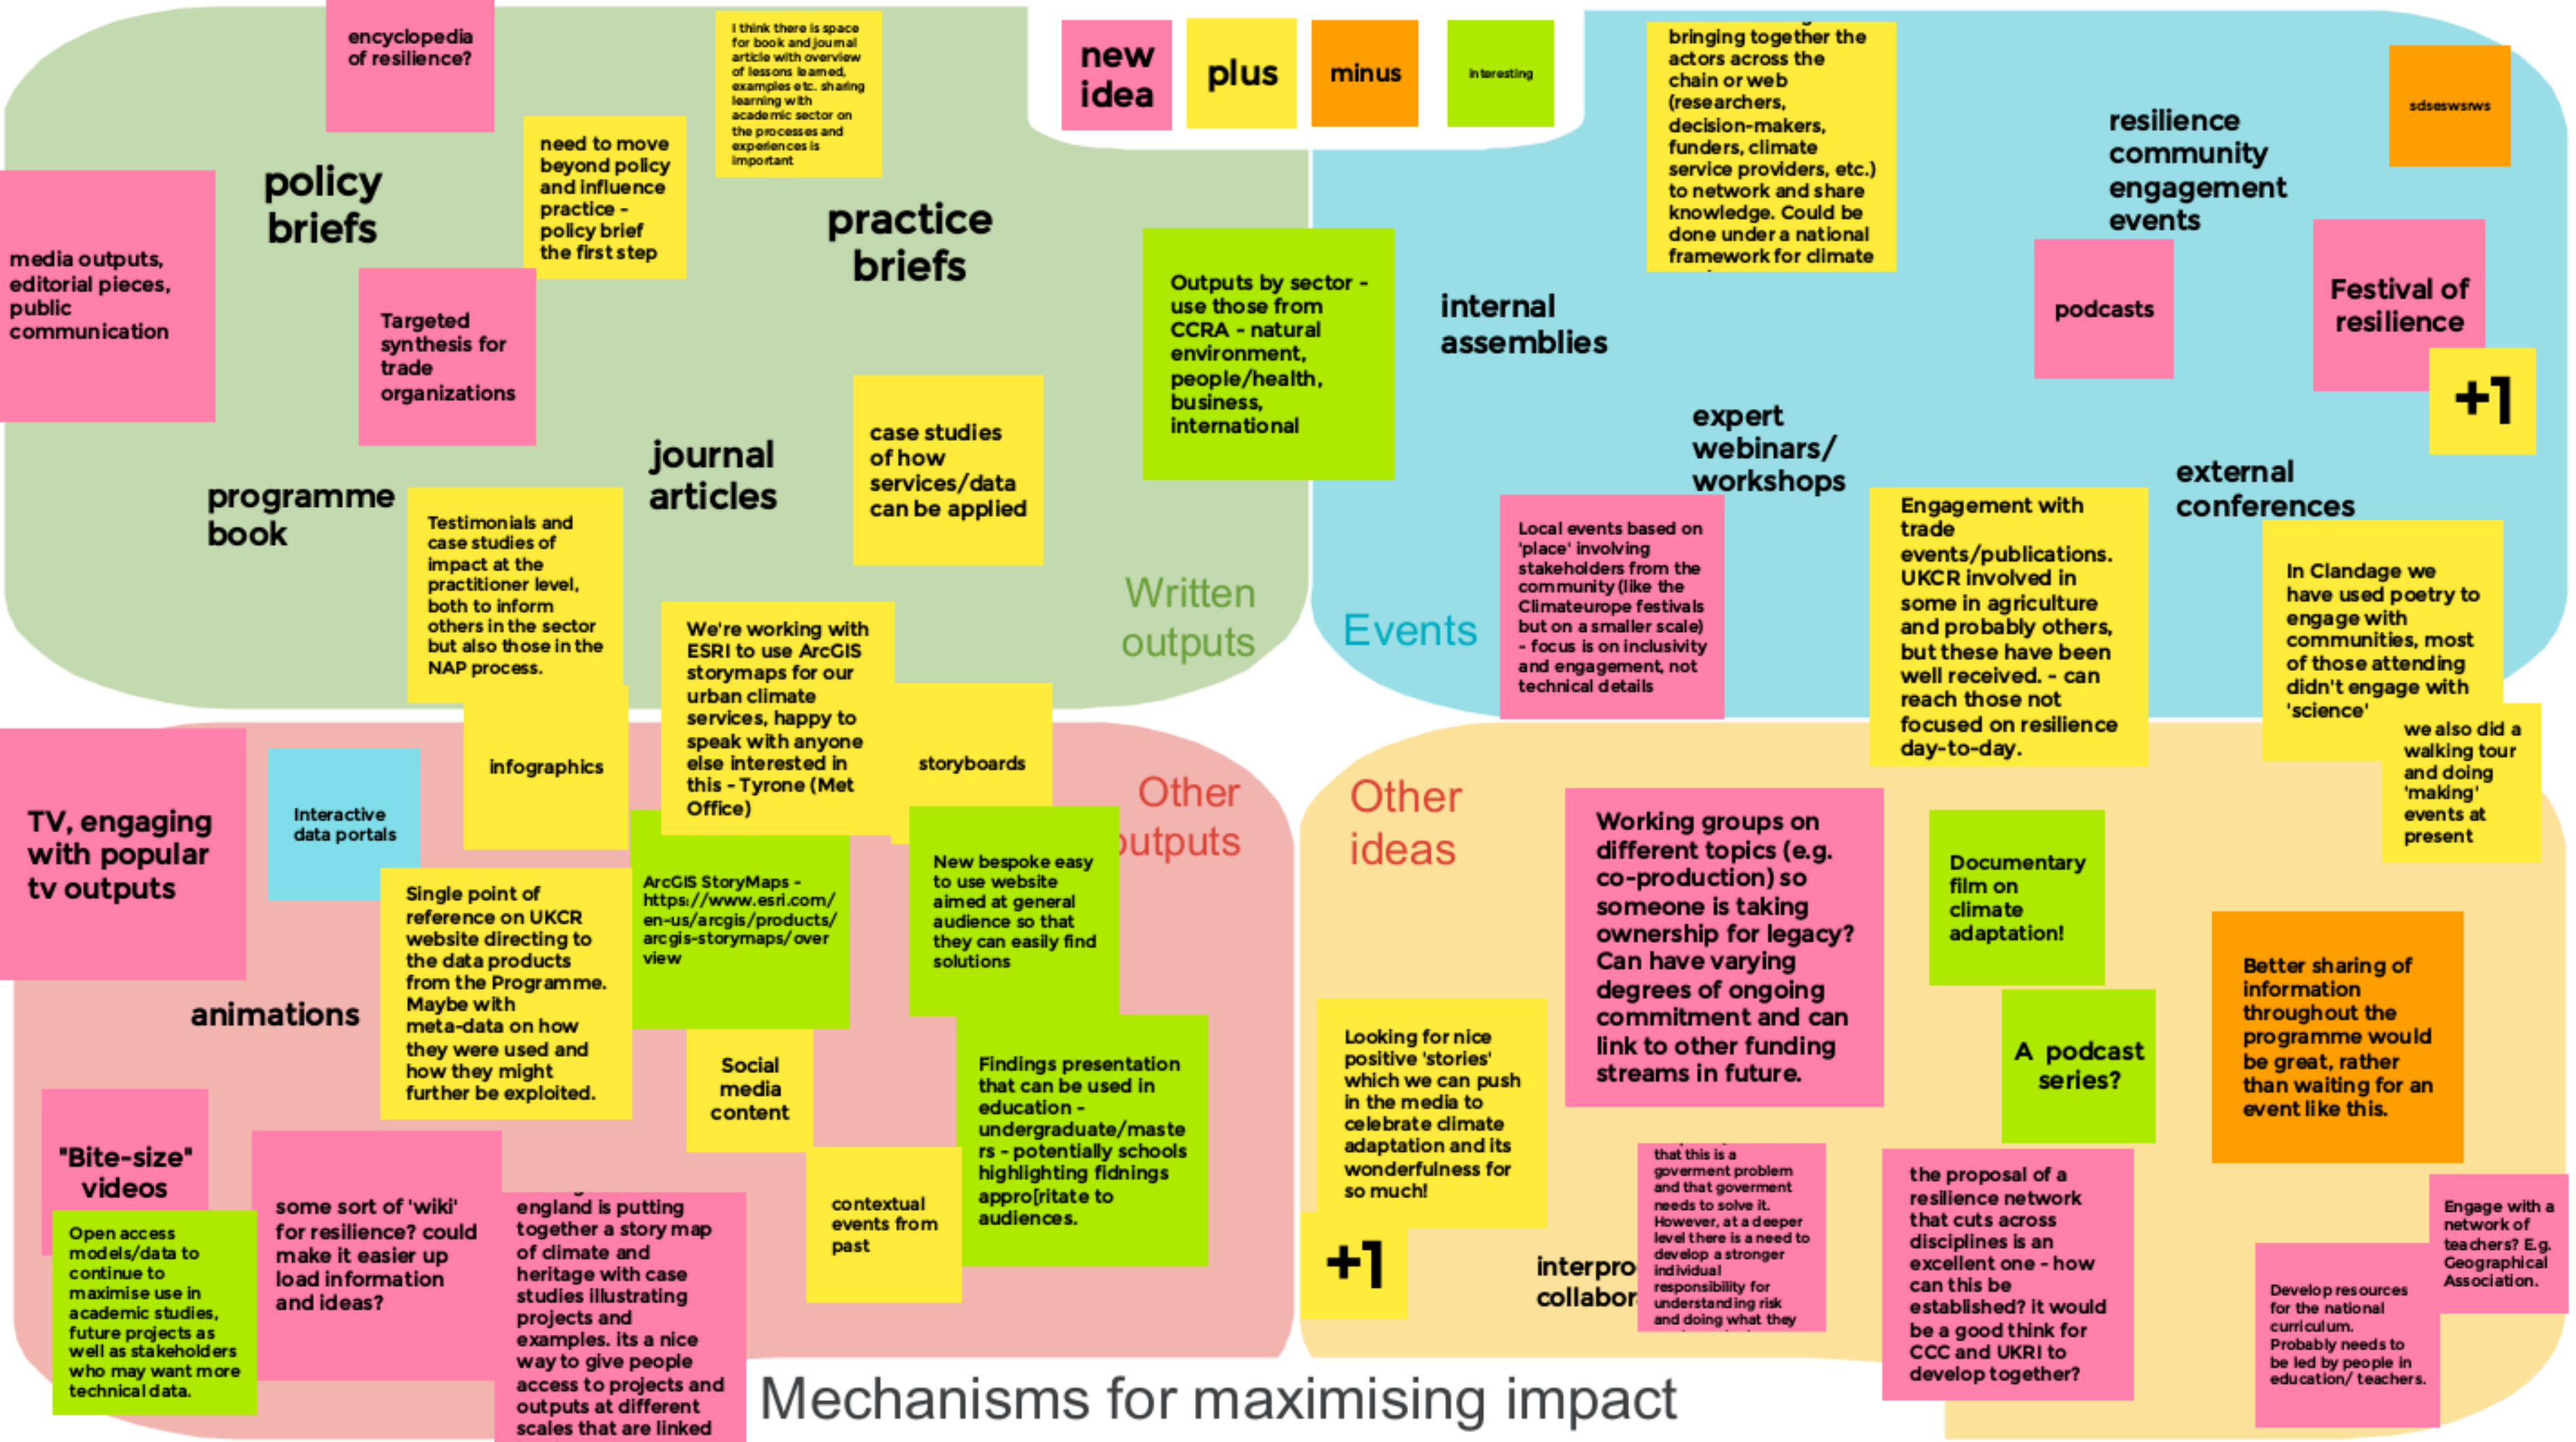 encyclopedia
of resilience?
I think there is space
for book and journal
article with overview
of lessons learned,
examples etc. sharing
learning with
academic sector on
the processes and
experiences is
important
need to move
beyond policy
and influence
practice -
policy brief
the first step
policy
briefs
practice
briefs
media outputs,
editorial pieces,
public
communication
Targeted
synthesis for
trade
organizations
Outputs by sector -
use those from
CCRA - natural
environment,
people/health,
business,
international
case studies
of how
services/data
can be applied
journal
articles
programme
book
Testimonials and
case studies of
impact at the
practitioner level,
both to inform
others in the sector
but also those in the
NAP process.
Written
outputs
new
idea
plus
minus
interesting
bringing together the
actors across the
chain or web
(researchers,
decision-makers,
funders, climate
service providers, etc.)
to network and share
knowledge. Could be
done under a national
framework for climate
sdseswsrws
resilience
community
engagement
events
podcasts
Festival of
resilience
+1
internal
assemblies
expert
webinars/
workshops
external
conferences
Events
Local events based on
'place' involving
stakeholders from the
community (like the
Climateurope festivals
but on a smaller scale)
- focus is on inclusivity
and engagement, not
technical details
Engagement with
trade
events/publications.
UKCR involved in
some in agriculture
and probably others,
but these have been
well received. - can
reach those not
focused on resilience
day-to-day.
In Clandage we
have used poetry to
engage with
communities, most
of those attending
didn't engage with
'science'
we also did a
walking tour
and doing
'making'
events at
present
We're working with
ESRI to use ArcGIS
storymaps for our
urban climate
services, happy to
speak with anyone
else interested in
this - Tyrone (Met
Office)
infographics
storyboards
Other
outputs
TV, engaging
with popular
tv outputs
Interactive
data portals
Single point of
reference on UKCR
website directing to
the data products
from the Programme.
Maybe with
meta-data on how
they were used and
how they might
further be exploited.
ArcGIS StoryMaps -
https://www.esri.com/
en-us/arcgis/products/
arcgis-storymaps/over
view
New bespoke easy
to use website
aimed at general
audience so that
they can easily find
solutions
animations
Social
media
content
Findings presentation
that can be used in
education -
undergraduate/maste
rs - potentially schools
highlighting fidnings
appro[ritate to
audiences.
"Bite-size"
videos
Open access
models/data to
continue to
maximise use in
academic studies,
future projects as
well as stakeholders
who may want more
technical data.
some sort of 'wiki'
for resilience? could
make it easier up
load information
and ideas?
england is putting
together a story map
of climate and
heritage with case
studies illustrating
projects and
examples. its a nice
way to give people
access to projects and
outputs at different
scales that are linked
contextual
events from
past
Other
ideas
Working groups on
different topics (e.g.
co-production) so
someone is taking
ownership for legacy?
Can have varying
degrees of ongoing
commitment and can
link to other funding
streams in future.
Documentary
film on
climate
adaptation!
A podcast
series?
Better sharing of
information
throughout the
programme would
be great, rather
than waiting for an
event like this.
Looking for nice
positive 'stories'
which we can push
in the media to
celebrate climate
adaptation and its
wonderfulness for
so much!
+1
interpro
collabor
that this is a
goverment problem
and that goverment
needs to solve it.
However, at a deeper
level there is a need to
develop a stronger
individual
responsibility for
understanding risk
and doing what they
the proposal of a
resilience network
that cuts across
disciplines is an
excellent one - how
can this be
established? it would
be a good think for
CCC and UKRI to
develop together?
Engage with a
network of
teachers? E.g.
Geographical
Association.
Develop resources
for the national
curriculum.
Probably needs to
be led by people in
education/ teachers.
Mechanisms for maximising impact